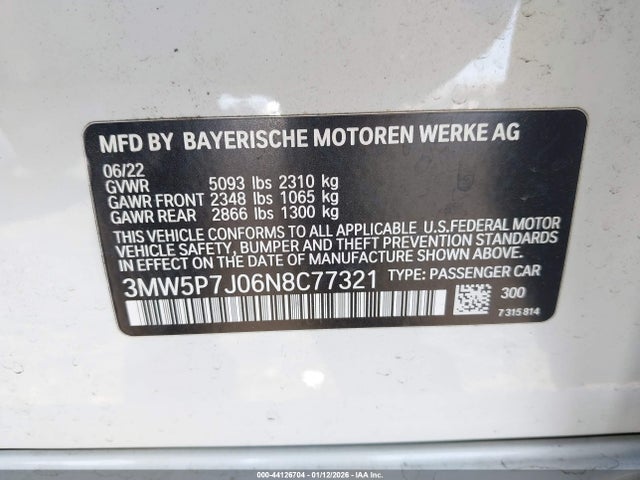 MFD BY BAYERISCHE MOTOREN WERKE AG
06/22
GVWR 5093 lbs 2310 kg
GAWR FRONT 2348 lbs 1065 kg
GAWR REAR 2866 lbs 1300 kg
THIS VEHICLE CONFORMS TO ALL APPLICABLE U.S.FEDERAL MOTOR
VEHICLE SAFETY, BUMPER AND THEFT PREVENTION
STANDARDS IN EFFECT ON THE DATE OF MANUFACTURE SHOWN ABOVE.
3MW5P7J06N8C77321 TYPE: PASSENGER CAR
300
7 315 814
000-44126704 - 01/12/2026 - IAA Inc.